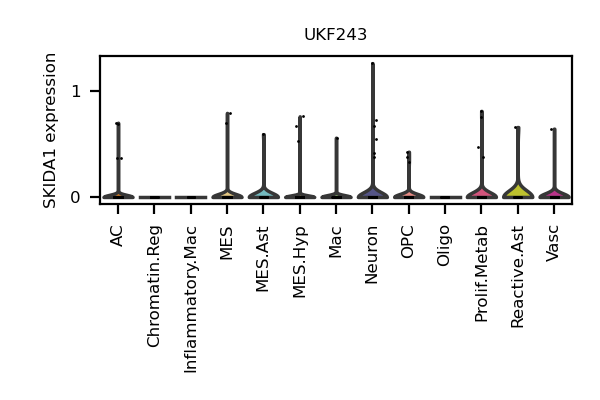 UKF243
SKIDA1 expression
1
0
AC
Chromatin.Reg
Inflammatory.Mac
MES
MES.Ast
MES.Hyp
Mac
Neuron
OPC
Oligo
Prolif.Metab
Reactive.Ast
Vasc